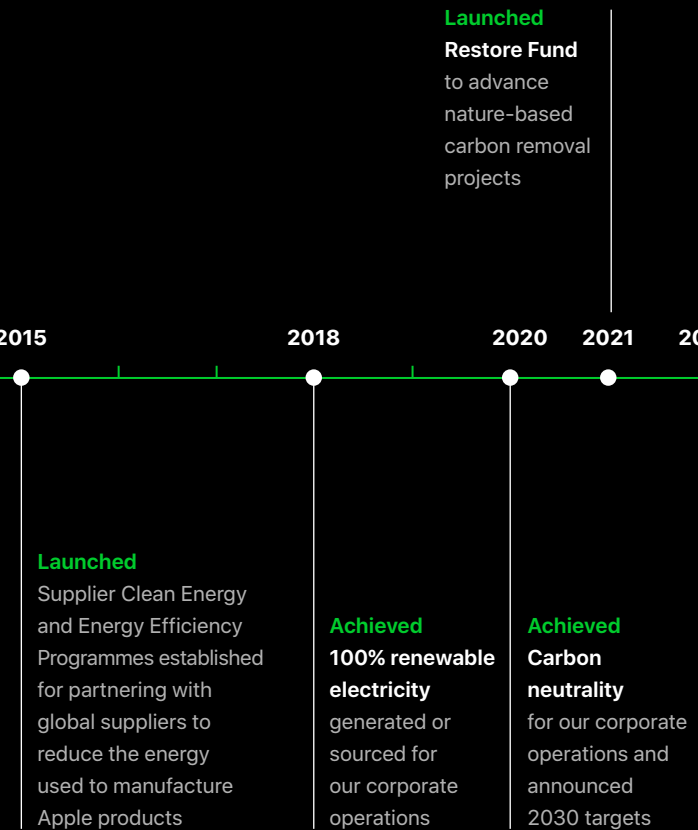 Launched
Restore Fund
to advance
nature-based
carbon removal
projects
2015
2018
2020
2021
Launched
Supplier Clean Energy
and Energy Efficiency
Programmes established
for partnering with
global suppliers to
reduce the energy
used to manufacture
Apple products
Achieved
100% renewable
electricity
generated or
sourced for
our corporate
operations
Achieved
Carbon
neutrality
for our corporate
operations and
announced
2030 targets